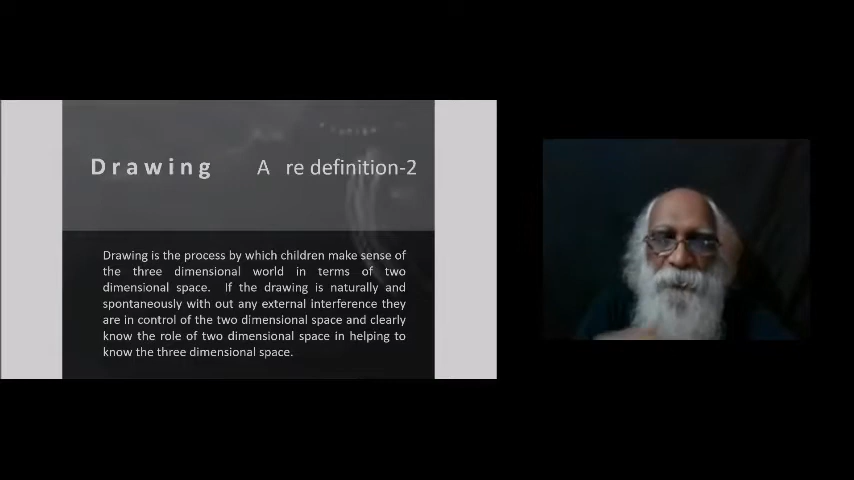 Drawing A re definition-2
Drawing is the process by which children make sense of
the three dimensional world in terms of two
dimensional space. If the drawing is naturally and
spontaneously with out any external interference they
are in control of the two dimensional space and clearly
know the role of two dimensional space in helping to
know the three dimensional space.